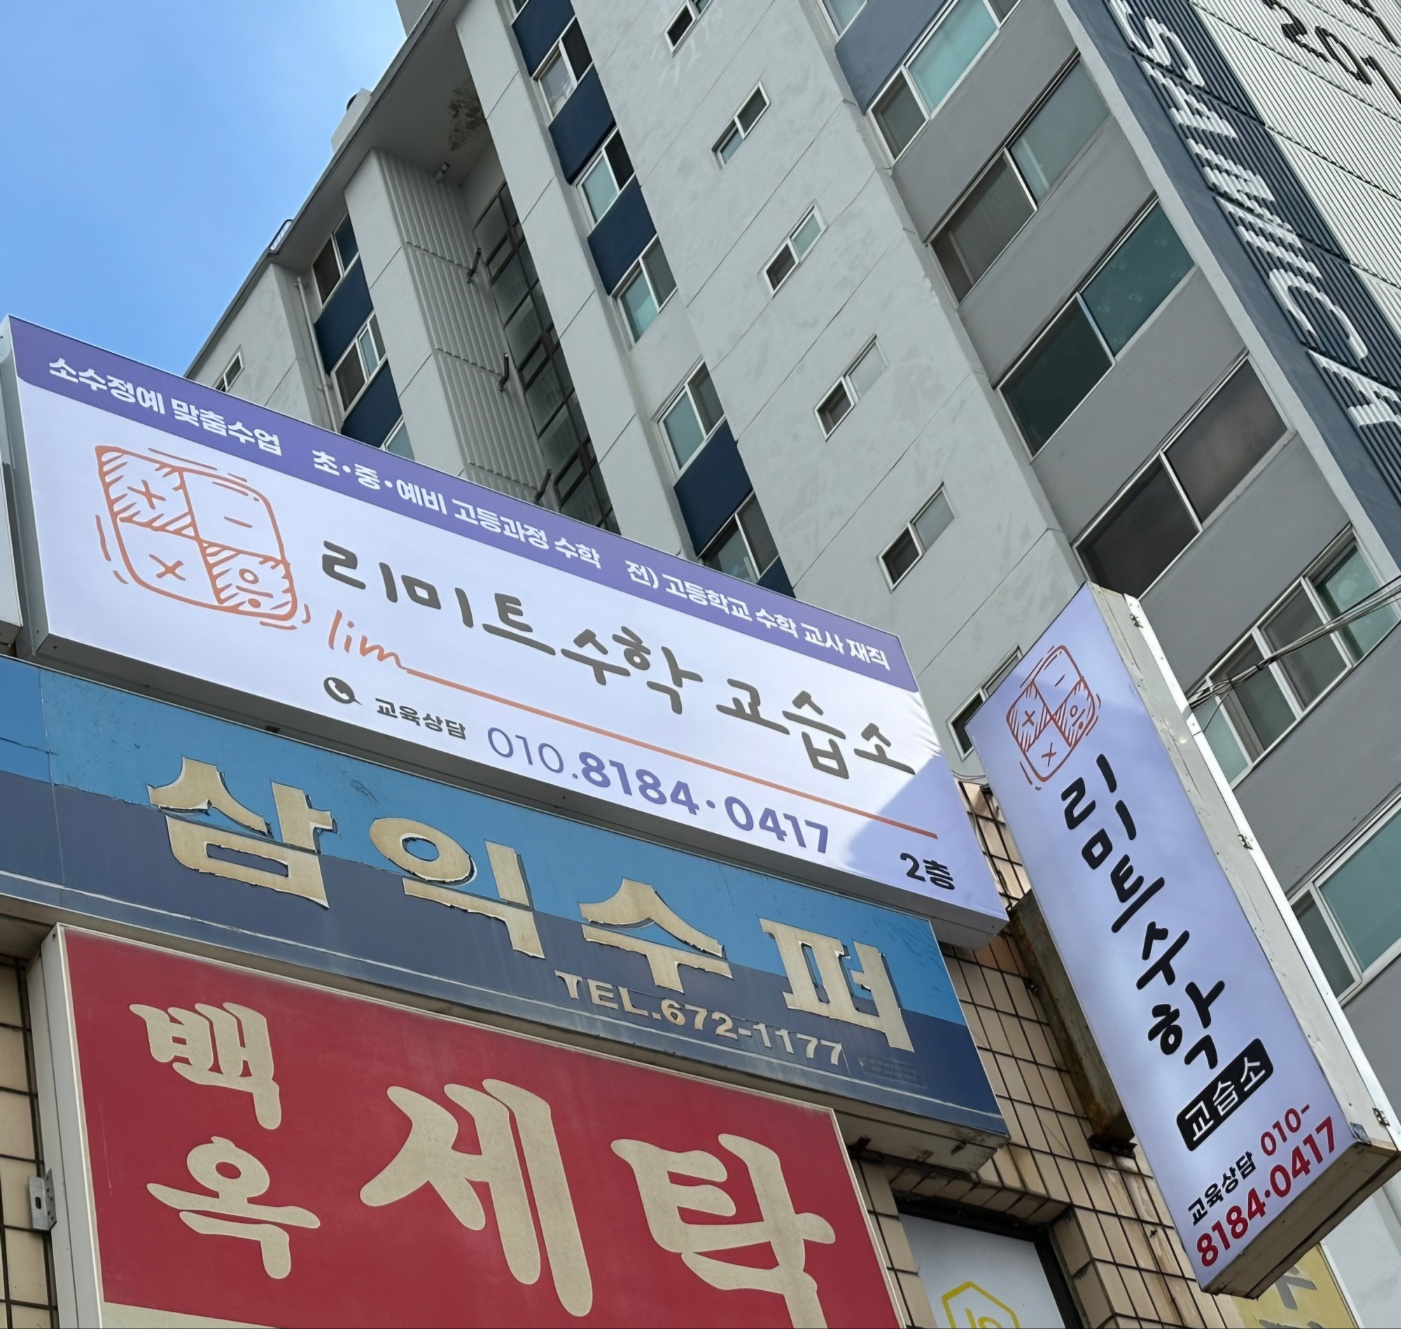 소수정예 맞춤수업 초·중·예비 고등과정 수학 전) 고등학교 수학 교사 재직
리미트 수학 교습소
lim
교육상담 010.8184·0417
2층
삼익수퍼
TEL.672-1177
백옥
세탁
리미트수학
교습소
교육상담 010-
8184·0417